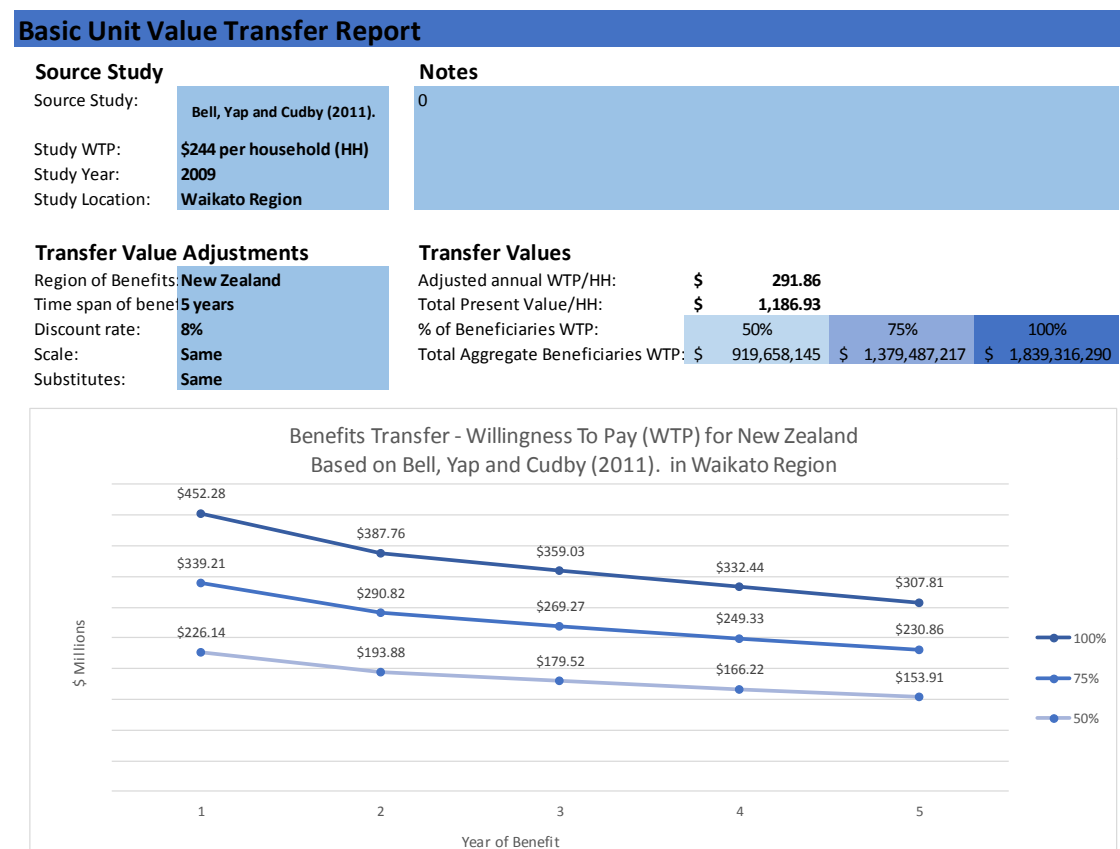 Basic Unit Value Transfer Report
Source Study
Source Study: Bell, Yap and Cudby (2011).
Study WTP: $244 per household (HH)
Study Year: 2009
Study Location: Waikato Region
Notes
0
Transfer Value Adjustments
Region of Benefits: New Zealand
Time span of benef 5 years
Discount rate: 8%
Scale: Same
Substitutes: Same
Transfer Values
Adjusted annual WTP/HH: $ 291.86
Total Present Value/HH: $ 1,186.93
% of Beneficiaries WTP: 50% 75% 100%
Total Aggregate Beneficiaries WTP: $ 919,658,145 $ 1,379,487,217 $ 1,839,316,290
Benefits Transfer - Willingness To Pay (WTP) for New Zealand
Based on Bell, Yap and Cudby (2011).  in Waikato Region
$452.28
$387.76
$359.03
$332.44
$307.81
$339.21
$290.82
$269.27
$249.33
$230.86
$226.14
$193.88
$179.52
$166.22
$153.91
$ Millions
100%
75%
50%
1 2 3 4 5
Year of Benefit